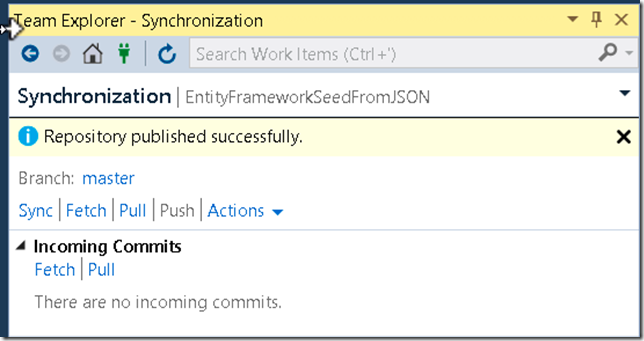 Team Explorer - Synchronization
Search Work Items (Ctrl+')
Synchronization | EntityFrameworkSeedFromJSON
Repository published successfully.
Branch: master
Sync | Fetch | Pull | Push | Actions
Incoming Commits
Fetch | Pull
There are no incoming commits.